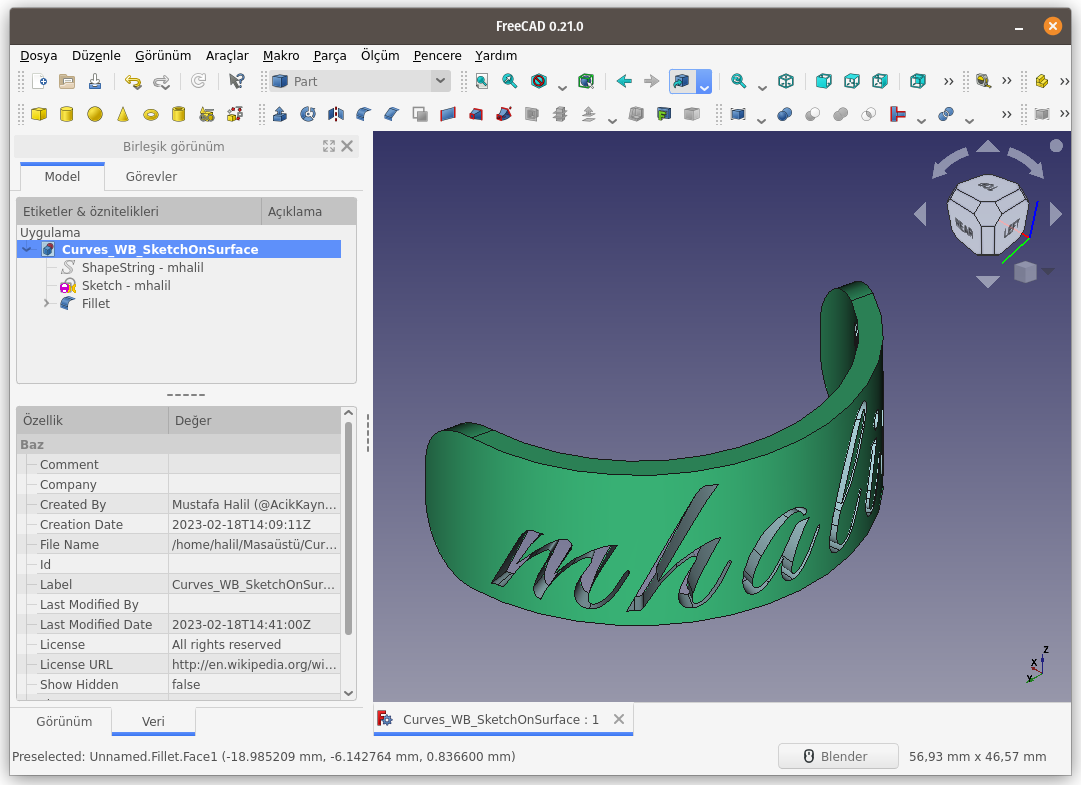 FreeCAD 0.21.0
Dosya Düzenle Görünüm Araçlar Makro Parça Ölçüm Pencere Yardım
Part
Birleşik görünüm
Model Görevler
Etiketler & öznitelikleri Açıklama
Uygulama
Curves_WB_SketchOnSurface
ShapeString - mhalil
Sketch - mhalil
Fillet
Özellik Değer
Baz
Comment
Company
Created By Mustafa Halil (@AcikKayn...
Creation Date 2023-02-18T14:09:11Z
File Name /home/halil/Masaüstü/Cur...
Id
Label Curves_WB_SketchOnSur...
Last Modified By
Last Modified Date 2023-02-18T14:41:00Z
License All rights reserved
License URL http://en.wikipedia.org/wi...
Show Hidden false
Görünüm Veri
REAR LEFT
mhali
Z
X
Y
Curves_WB_SketchOnSurface : 1
Preselected: Unnamed.Fillet.Face1 (-18.985209 mm, -6.142764 mm, 0.836600 mm)
Blender 56,93 mm x 46,57 mm